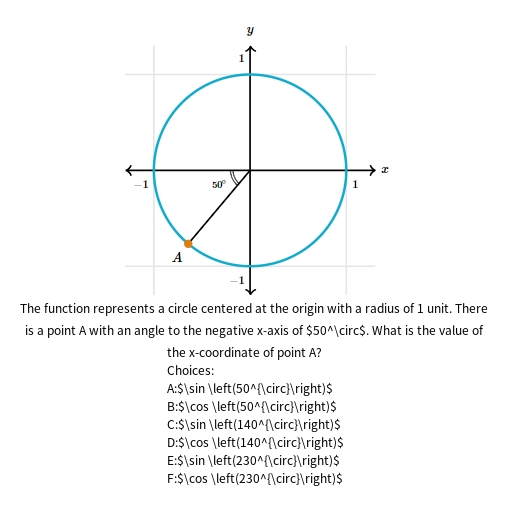 y
1
x
−1
50°
1
A
−1
The function represents a circle centered at the origin with a radius of 1 unit. There
is a point A with an angle to the negative x-axis of $50^\circ$. What is the value of
the x-coordinate of point A?
Choices:
A:$\sin \left(50^{\circ}\right)$
B:$\cos \left(50^{\circ}\right)$
C:$\sin \left(140^{\circ}\right)$
D:$\cos \left(140^{\circ}\right)$
E:$\sin \left(230^{\circ}\right)$
F:$\cos \left(230^{\circ}\right)$